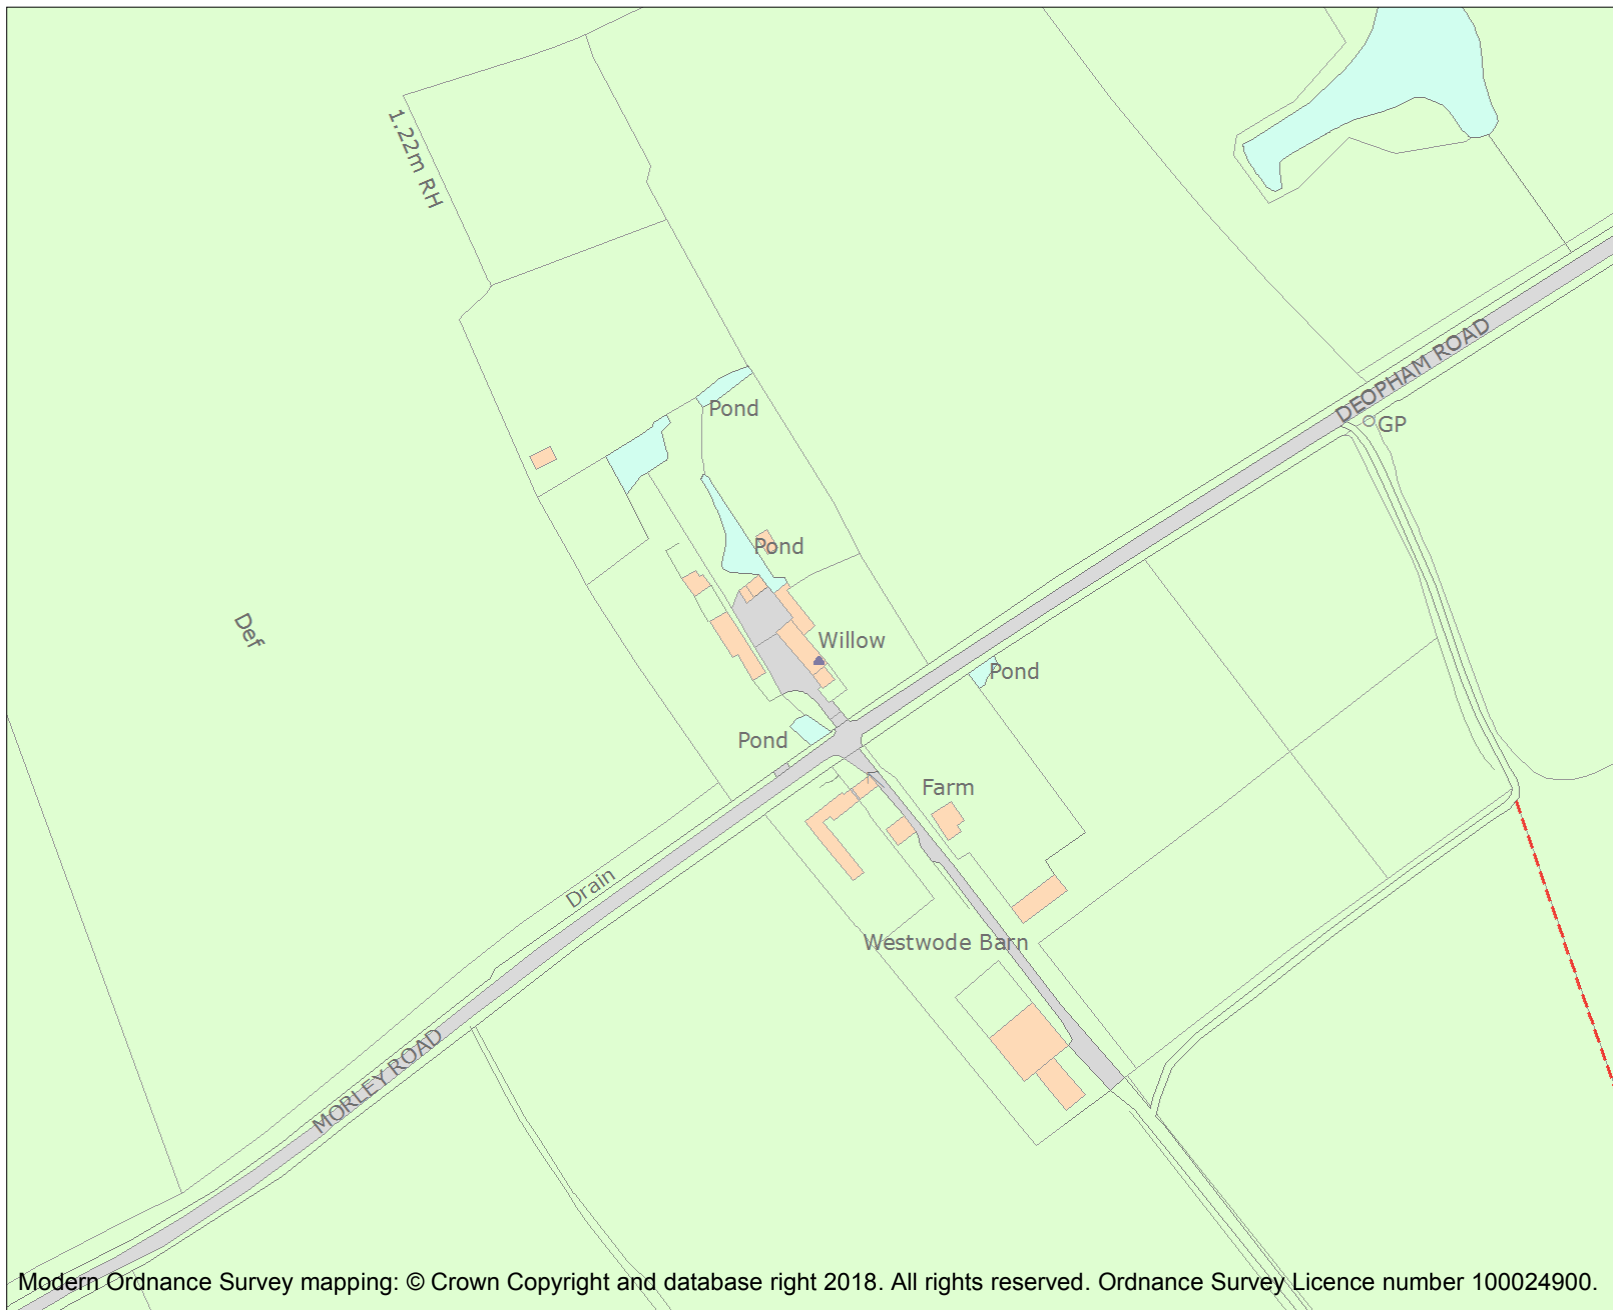 1.22m RH
DEOPHAM ROAD
Pond
GP
Pond
Def
Willow
Pond
Pond
Farm
Drain
Westwode Barn
MORLEY ROAD
Modern Ordnance Survey mapping: © Crown Copyright and database right 2018. All rights reserved. Ordnance Survey Licence number 100024900.